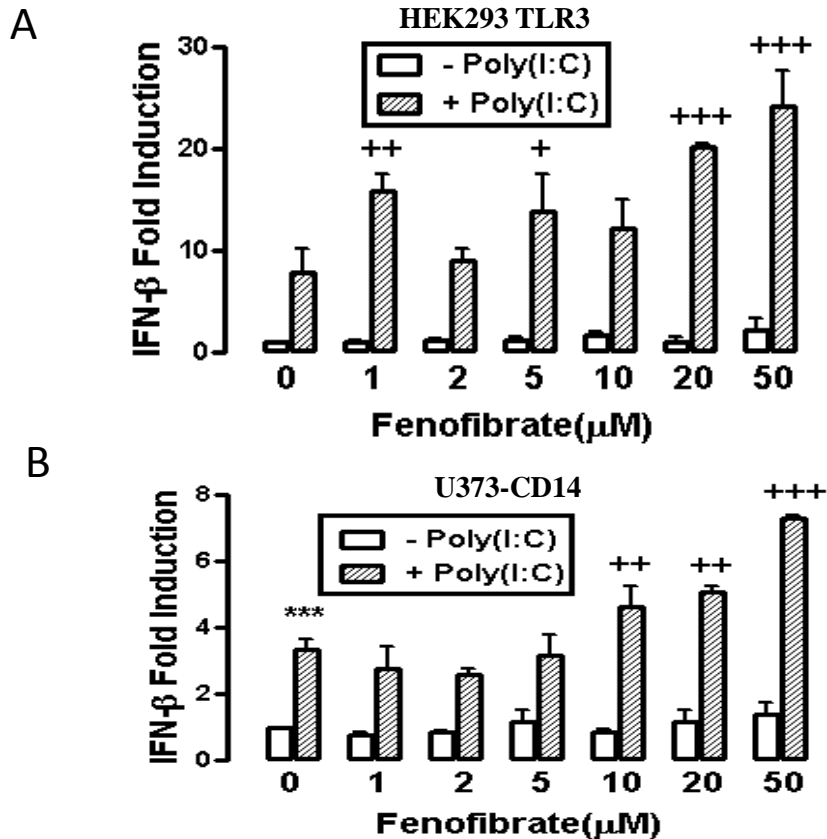 A
HEK293 TLR3
IFN-β Fold Induction
30
20
10
0
- Poly(I:C)
+ Poly(I:C)
++
+
+++
+++
0 1 2 5 10 20 50
Fenofibrate(μM)
B
U373-CD14
IFN-β Fold Induction
8
6
4
2
0
- Poly(I:C)
+ Poly(I:C)
***
++
++
+++
0 1 2 5 10 20 50
Fenofibrate(μM)